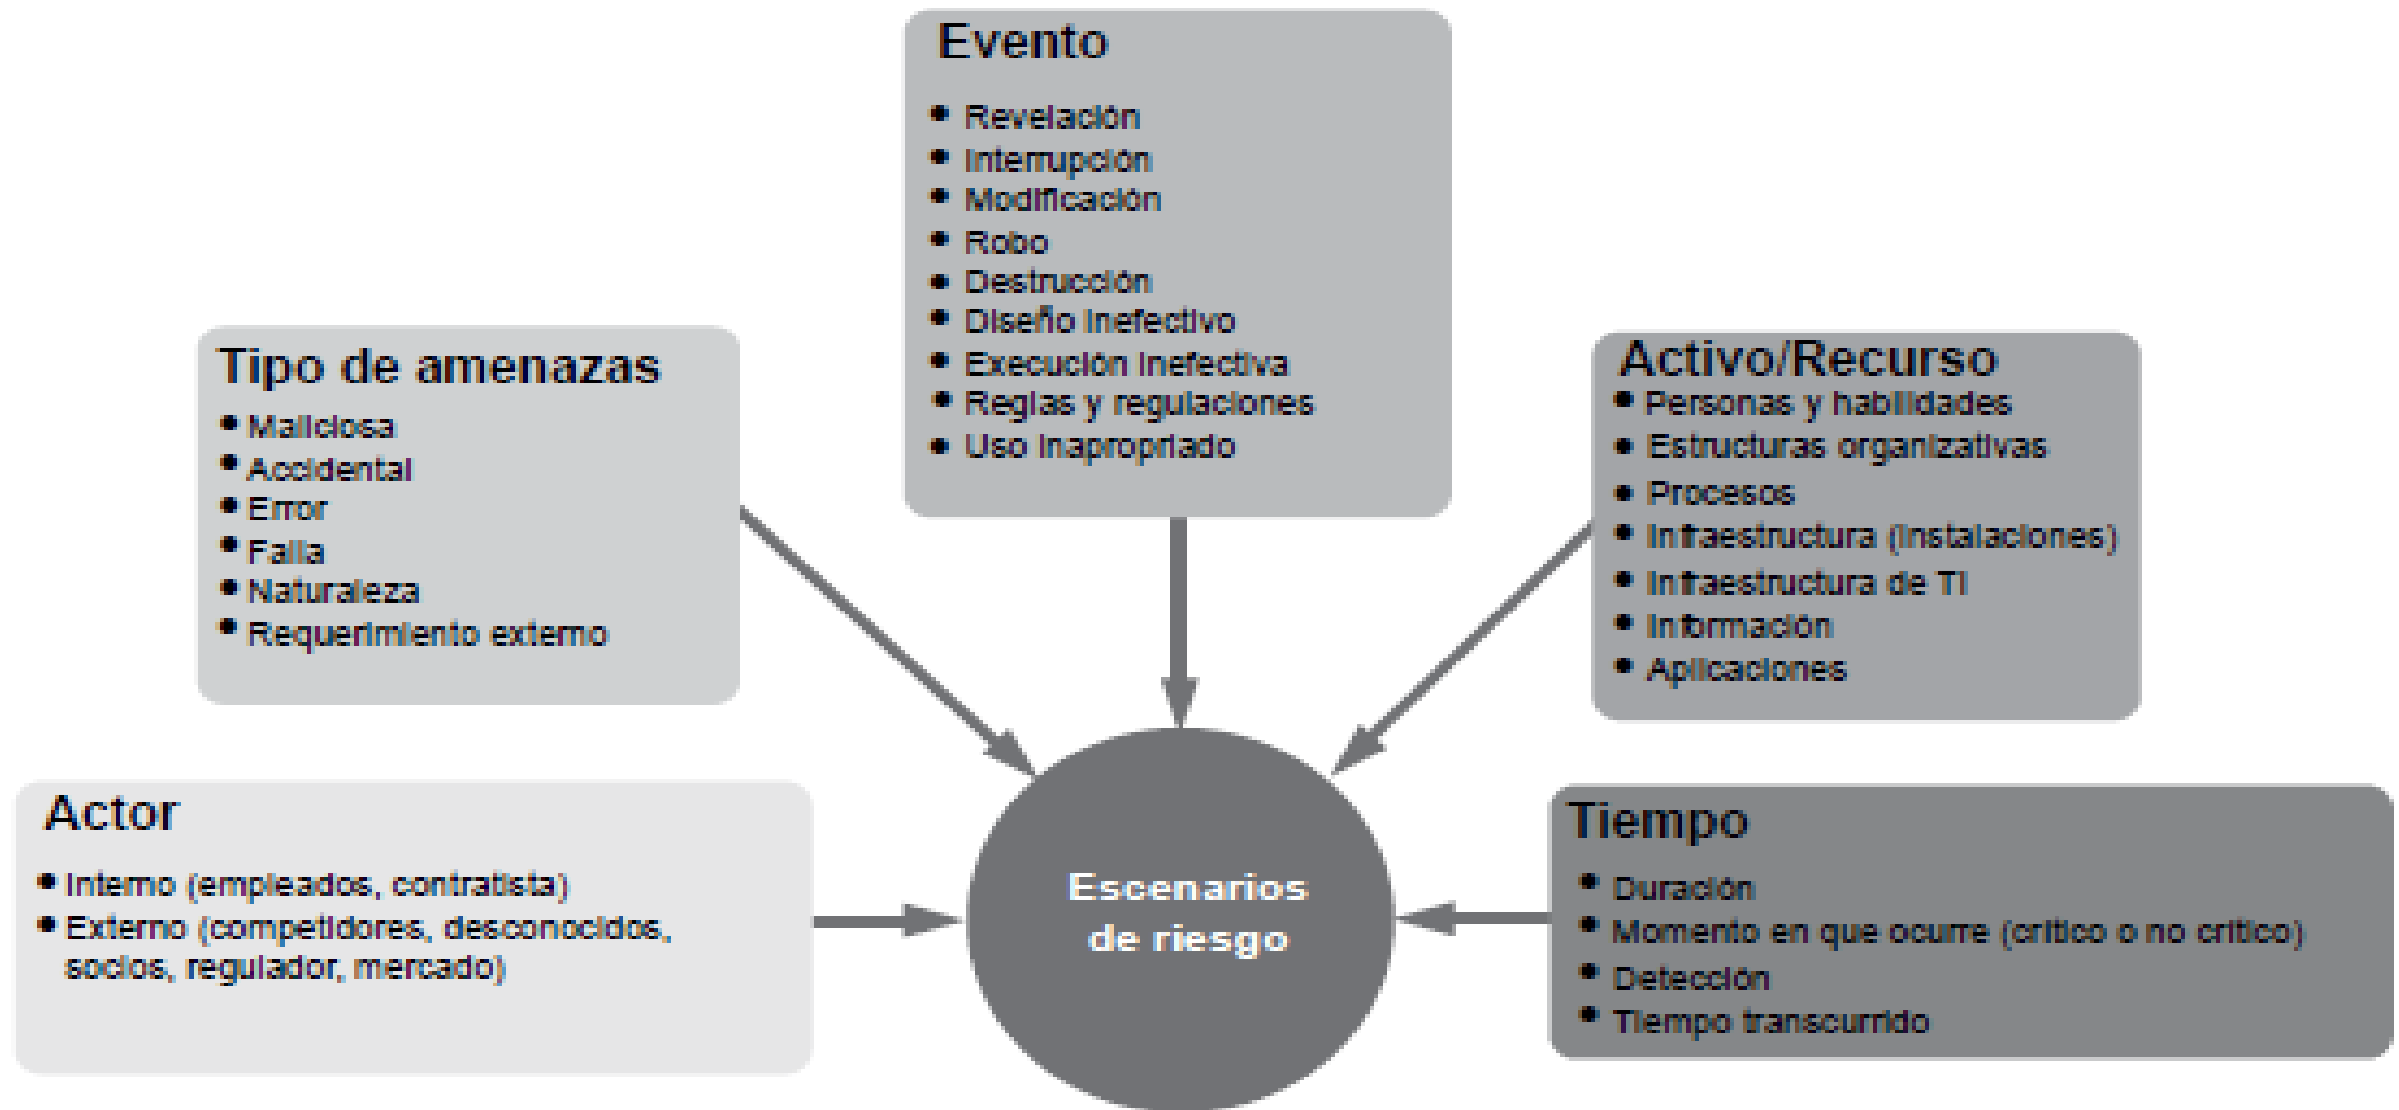 Evento
• Revelación
• Interrupción
• Modificación
• Robo
• Destrucción
• Diseño inefectivo
• Execución inefectiva
• Reglas y regulaciones
• Uso inapropriado
Tipo de amenazas
• Maliciosa
• Accidental
• Error
• Falla
• Naturaleza
• Requerimiento externo
Activo/Recurso
• Personas y habilidades
• Estructuras organizativas
• Procesos
• Infraestructura (instalaciones)
• Infraestructura de TI
• Información
• Aplicaciones
Actor
• Interno (empleados, contratista)
• Externo (competidores, desconocidos,
socios, regulador, mercado)
Escenarios
de riesgo
Tiempo
• Duración
• Momento en que ocurre (crítico o no crítico)
• Detección
• Tiempo transcurrido